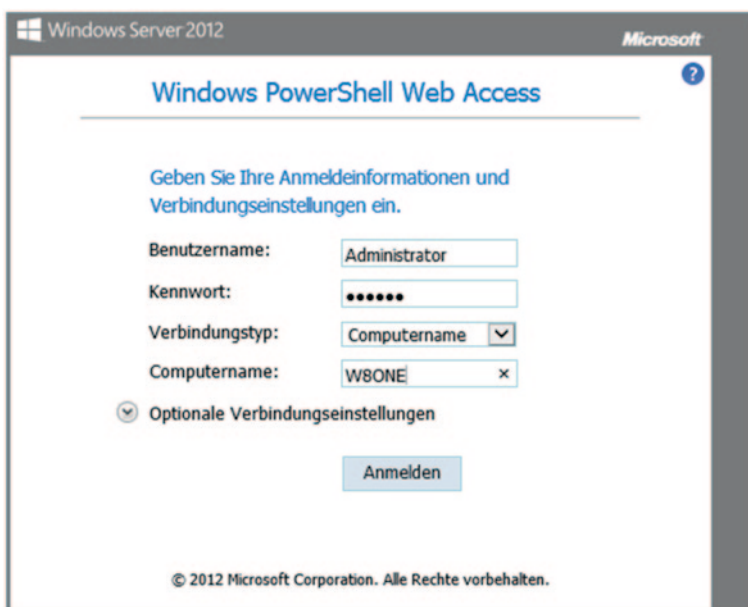 Windows Server 2012
Microsoft
Windows PowerShell Web Access
?
Geben Sie Ihre Anmeldeinformationen und
Verbindungseinstellungen ein.
Benutzername: Administrator
Kennwort: ••••••
Verbindungstyp: Computername
Computername: W8ONE ×
Optionale Verbindungseinstellungen
Anmelden
© 2012 Microsoft Corporation. Alle Rechte vorbehalten.